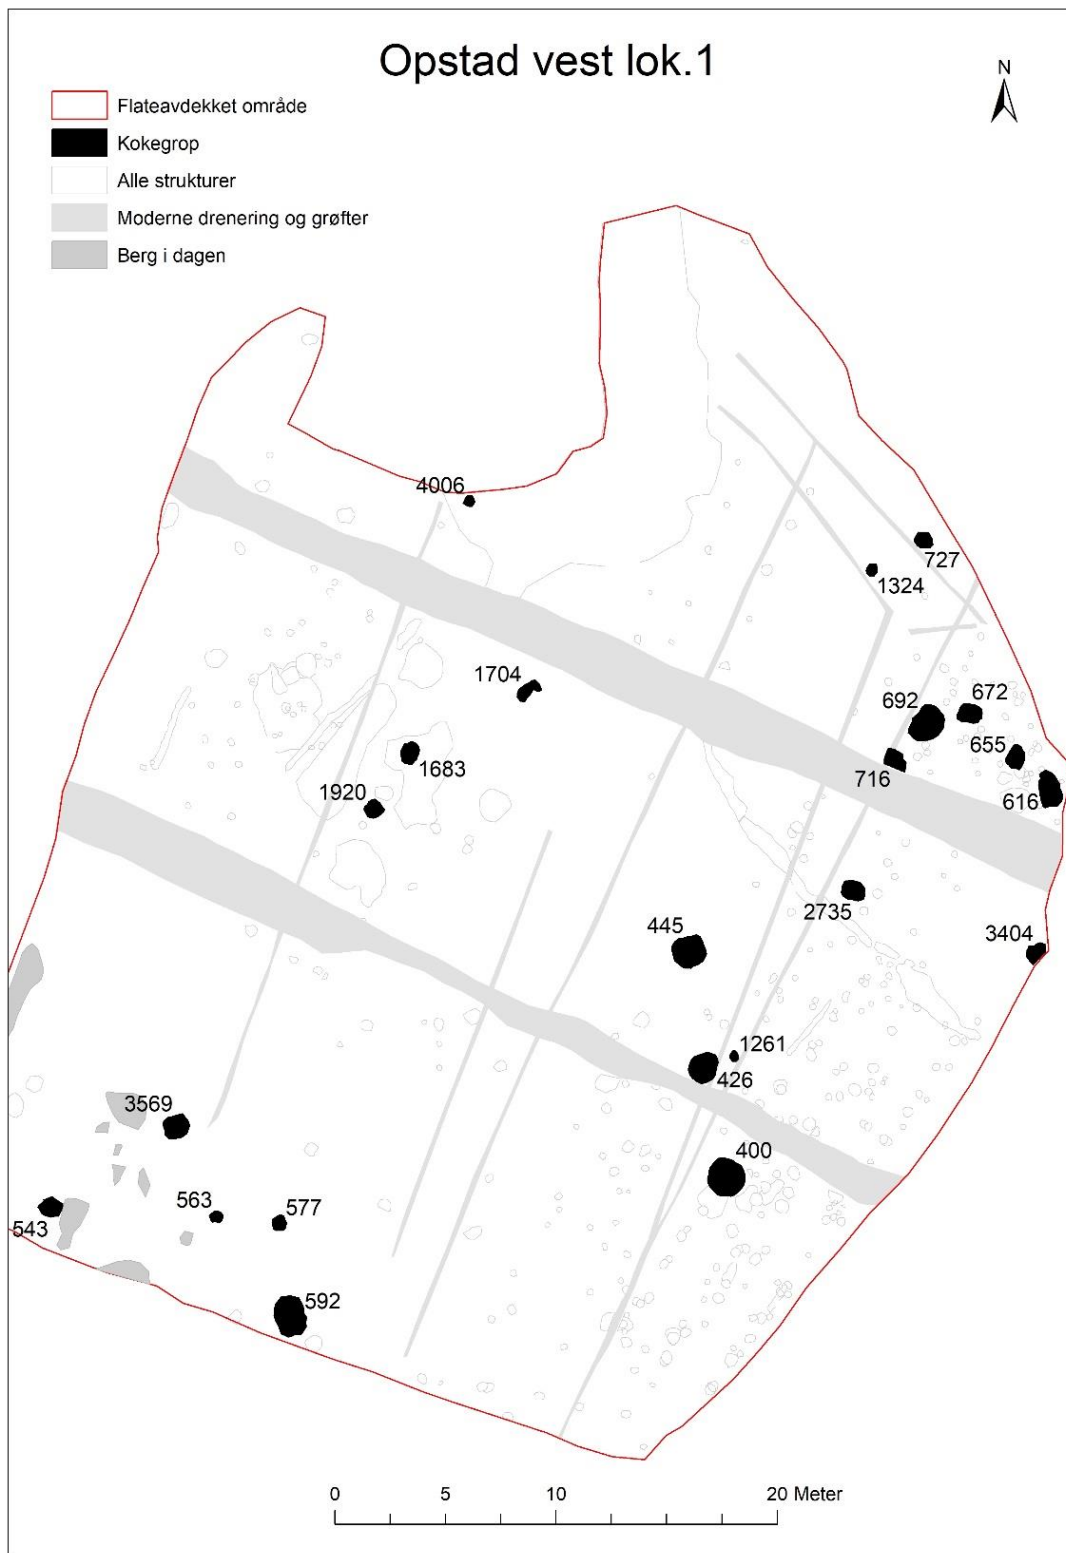 Opstad vest lok.1
N
Flateavdekket område
Kokegrop
Alle strukturer
Moderne drenering og grøfter
Berg i dagen
4006
727
1324
1704
692
672
655
1683
716
616
1920
2735
445
3404
1261
426
3569
400
563
577
543
592
0 5 10 20 Meter